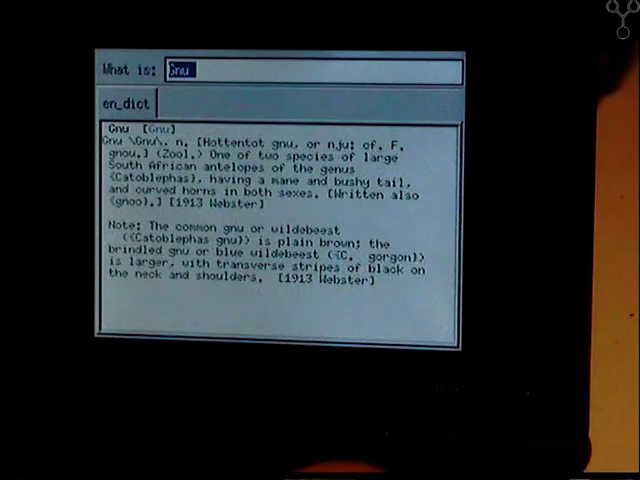 What is: Gnu
en_dict
Gnu [Gnu]
Gnu \Gnu\, n. [Hottentot gnu, or nju: cf. F.
gnou.] (Zool.) One of two species of large
South African antelopes of the genus
{Catoblephas}, having a mane and bushy tail,
and curved horns in both sexes. [Written also
{gnoo}.] [1913 Webster]
Note: The common gnu or wildebeest
({Catoblephas gnu}) is plain brown; the
brindled gnu or blue wildebeest ({C. gorgon})
is larger, with transverse stripes of black on
the neck and shoulders. [1913 Webster]